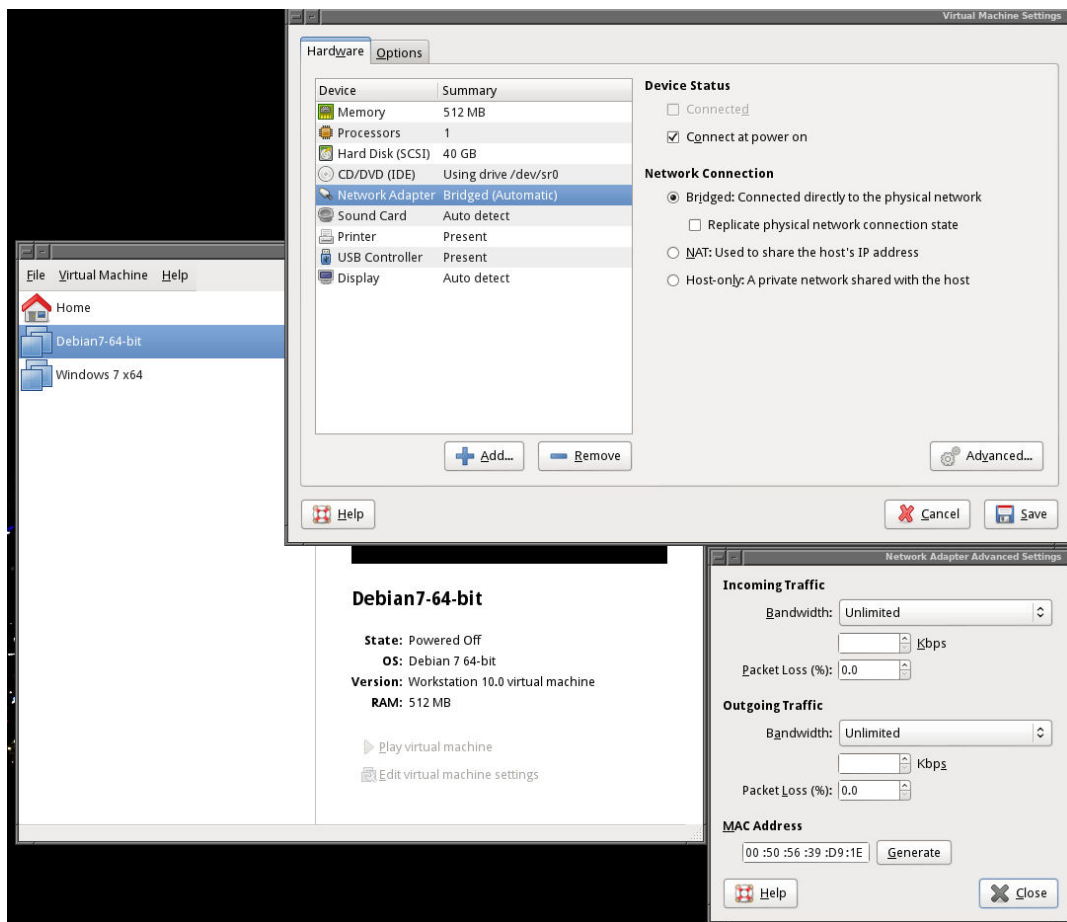 Virtual Machine Settings
Hardware Options
Device Summary
Memory 512 MB
Processors 1
Hard Disk (SCSI) 40 GB
CD/DVD (IDE) Using drive /dev/sr0
Network Adapter Bridged (Automatic)
Sound Card Auto detect
Printer Present
USB Controller Present
Display Auto detect
Add... Remove
Device Status
Connected
Connect at power on
Network Connection
Bridged: Connected directly to the physical network
Replicate physical network connection state
NAT: Used to share the host's IP address
Host-only: A private network shared with the host
Advanced...
Help Cancel Save
File Virtual Machine Help
Home
Debian7-64-bit
Windows 7 x64
Debian7-64-bit
State: Powered Off
OS: Debian 7 64-bit
Version: Workstation 10.0 virtual machine
RAM: 512 MB
Play virtual machine
Edit virtual machine settings
Network Adapter Advanced Settings
Incoming Traffic
Bandwidth: Unlimited
Kbps
Packet Loss (%): 0.0
Outgoing Traffic
Bandwidth: Unlimited
Kbps
Packet Loss (%): 0.0
MAC Address
00 :50 :56 :39 :D9:1E Generate
Help Close